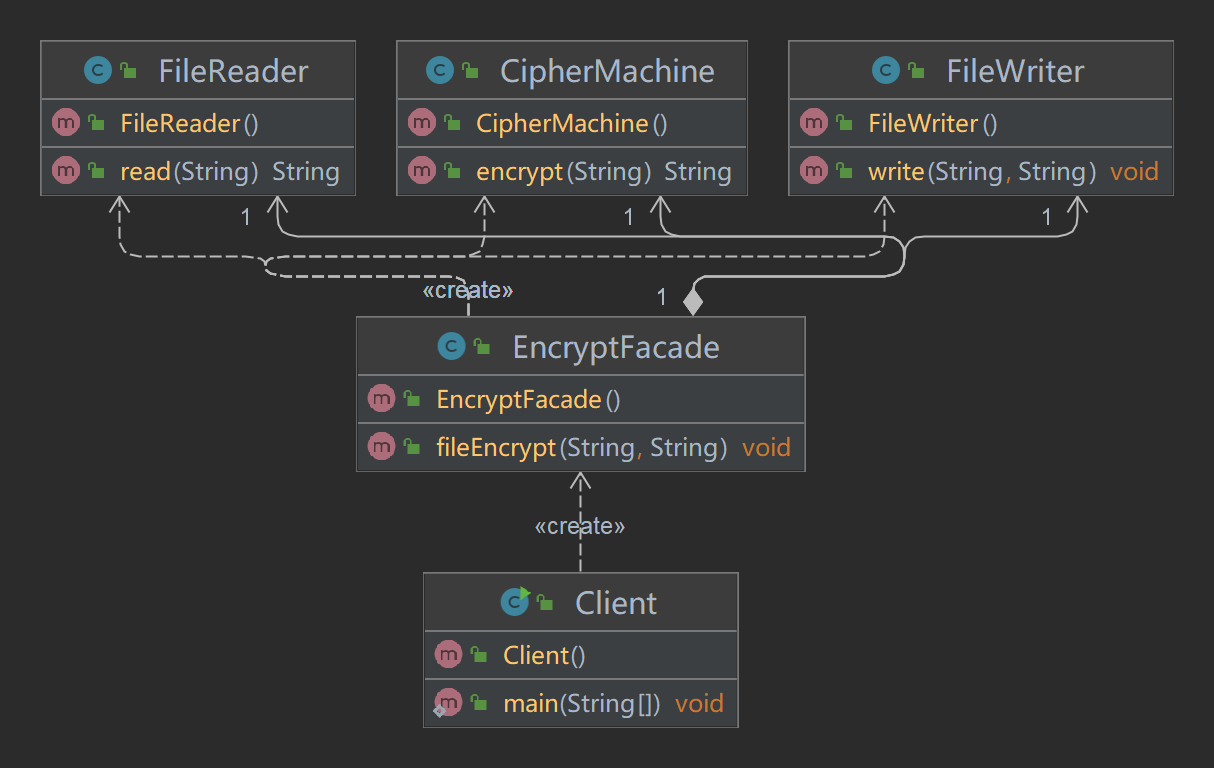 FileReader
FileReader()
read(String) String
CipherMachine
CipherMachine()
encrypt(String) String
FileWriter
FileWriter()
write(String, String) void
1
1
1
«create»
1
EncryptFacade
EncryptFacade()
fileEncrypt(String, String) void
«create»
Client
Client()
main(String[]) void